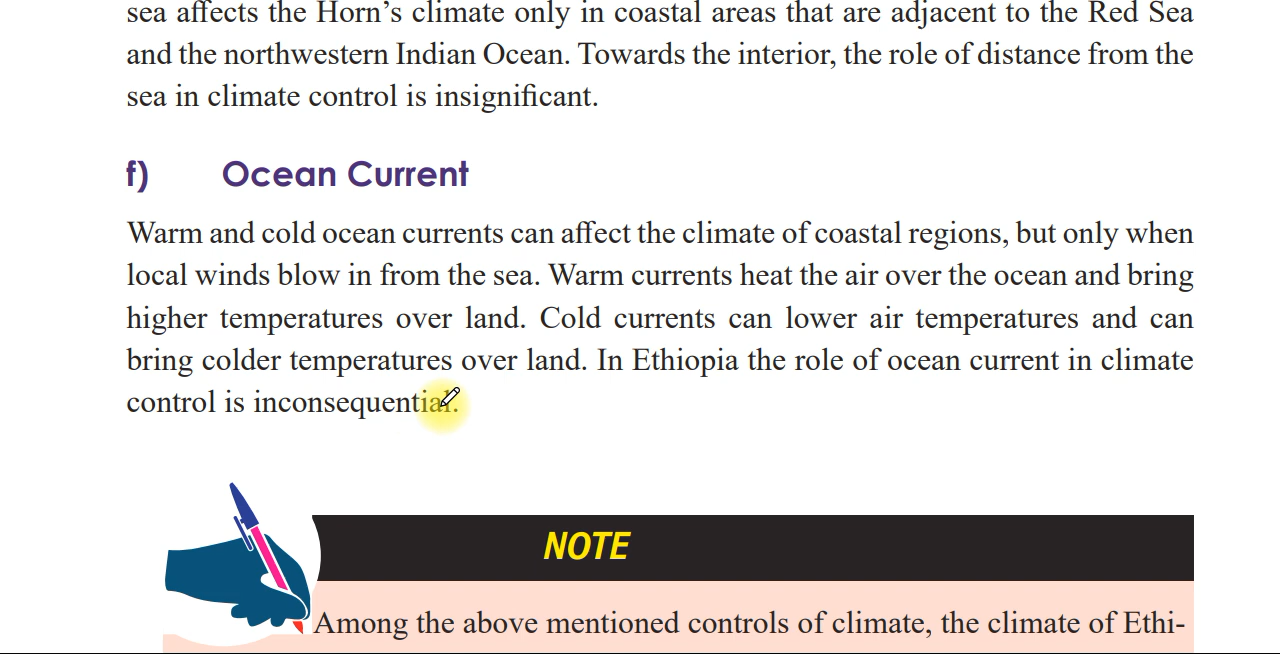 sea affects the Horn’s climate only in coastal areas that are adjacent to the Red Sea
and the northwestern Indian Ocean. Towards the interior, the role of distance from the
sea in climate control is insignificant.
f) Ocean Current
Warm and cold ocean currents can affect the climate of coastal regions, but only when
local winds blow in from the sea. Warm currents heat the air over the ocean and bring
higher temperatures over land. Cold currents can lower air temperatures and can
bring colder temperatures over land. In Ethiopia the role of ocean current in climate
control is inconsequential.
NOTE
Among the above mentioned controls of climate, the climate of Ethi-